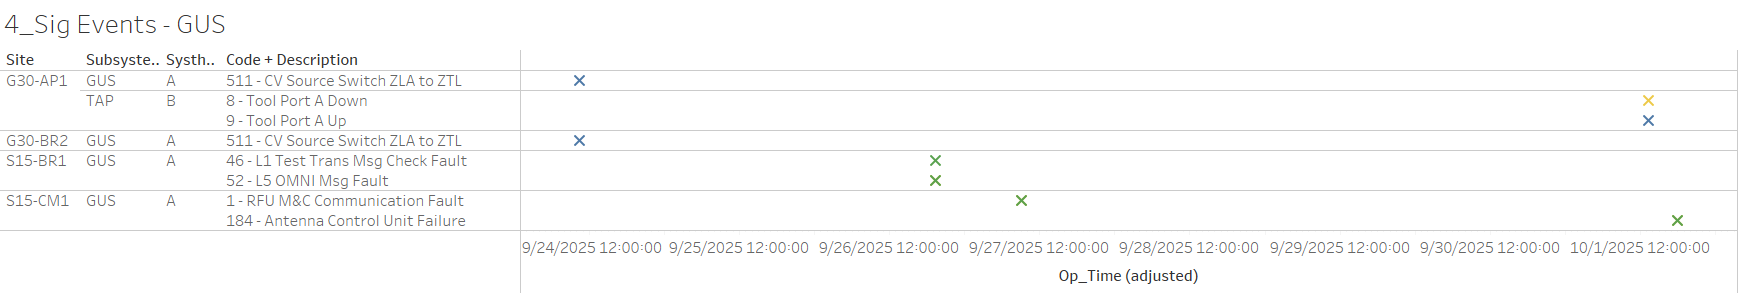 4_Sig Events - GUS
Site Subsyste.. Systh.. Code + Description
G30-AP1 GUS A 511 - CV Source Switch ZLA to ZTL
TAP B 8 - Tool Port A Down
9 - Tool Port A Up
G30-BR2 GUS A 511 - CV Source Switch ZLA to ZTL
S15-BR1 GUS A 46 - L1 Test Trans Msg Check Fault
52 - L5 OMNI Msg Fault
S15-CM1 GUS A 1 - RFU M&C Communication Fault
184 - Antenna Control Unit Failure
9/24/2025 12:00:00 9/25/2025 12:00:00 9/26/2025 12:00:00 9/27/2025 12:00:00 9/28/2025 12:00:00 9/29/2025 12:00:00 9/30/2025 12:00:00 10/1/2025 12:00:00
Op_Time (adjusted)